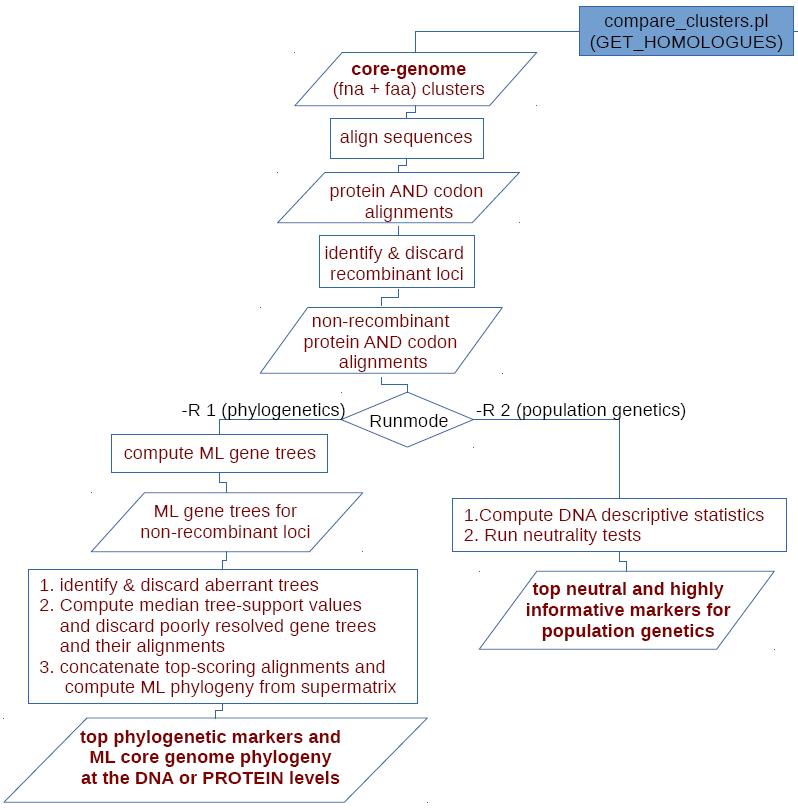 compare_clusters.pl
(GET_HOMOLOGUES)
core-genome
(fna + faa) clusters
align sequences
protein AND codon
alignments
identify & discard
recombinant loci
non-recombinant
protein AND codon
alignments
-R 1 (phylogenetics)
Runmode
-R 2 (population genetics)
compute ML gene trees
ML gene trees for
non-recombinant loci
1. identify & discard aberrant trees
2. Compute median tree-support values
and discard poorly resolved gene trees
and their alignments
3. concatenate top-scoring alignments and
compute ML phylogeny from supermatrix
top phylogenetic markers and
ML core genome phylogeny
at the DNA or PROTEIN levels
1.Compute DNA descriptive statistics
2. Run neutrality tests
top neutral and highly
informative markers for
population genetics